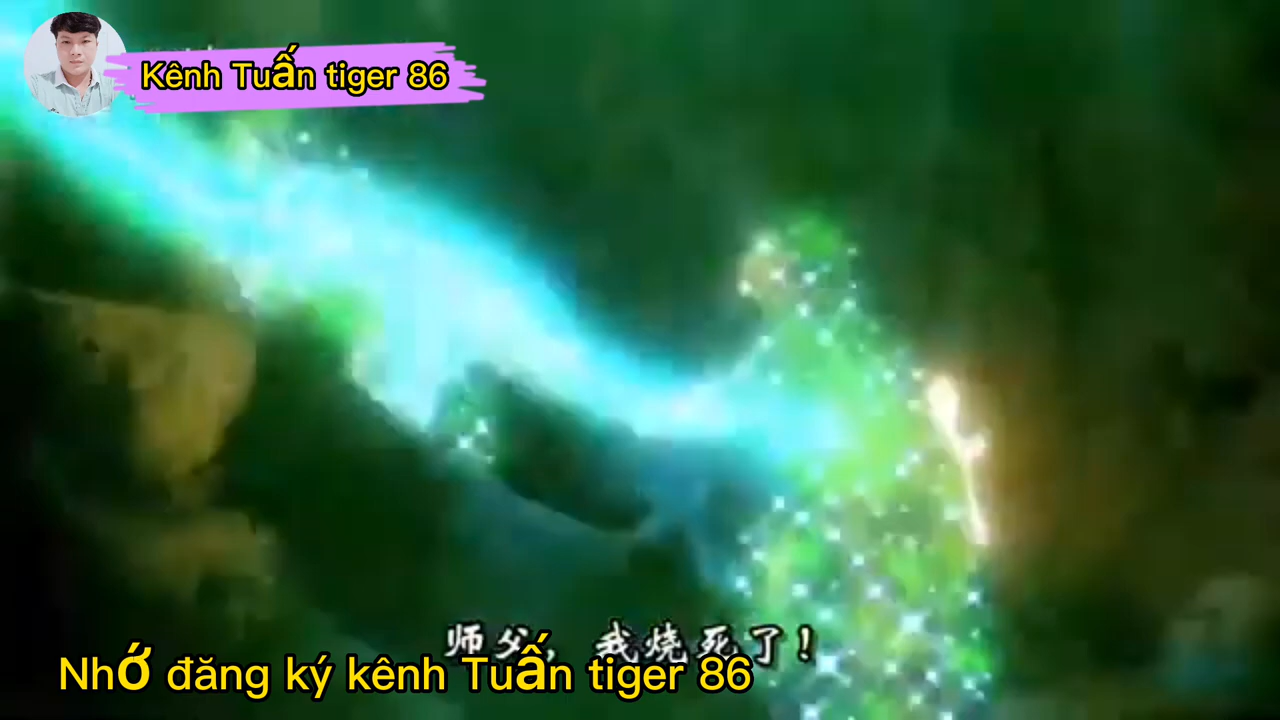 Kênh Tuấn tiger 86
师父，我烧死了！
Nhớ đăng ký kênh Tuấn tiger 86